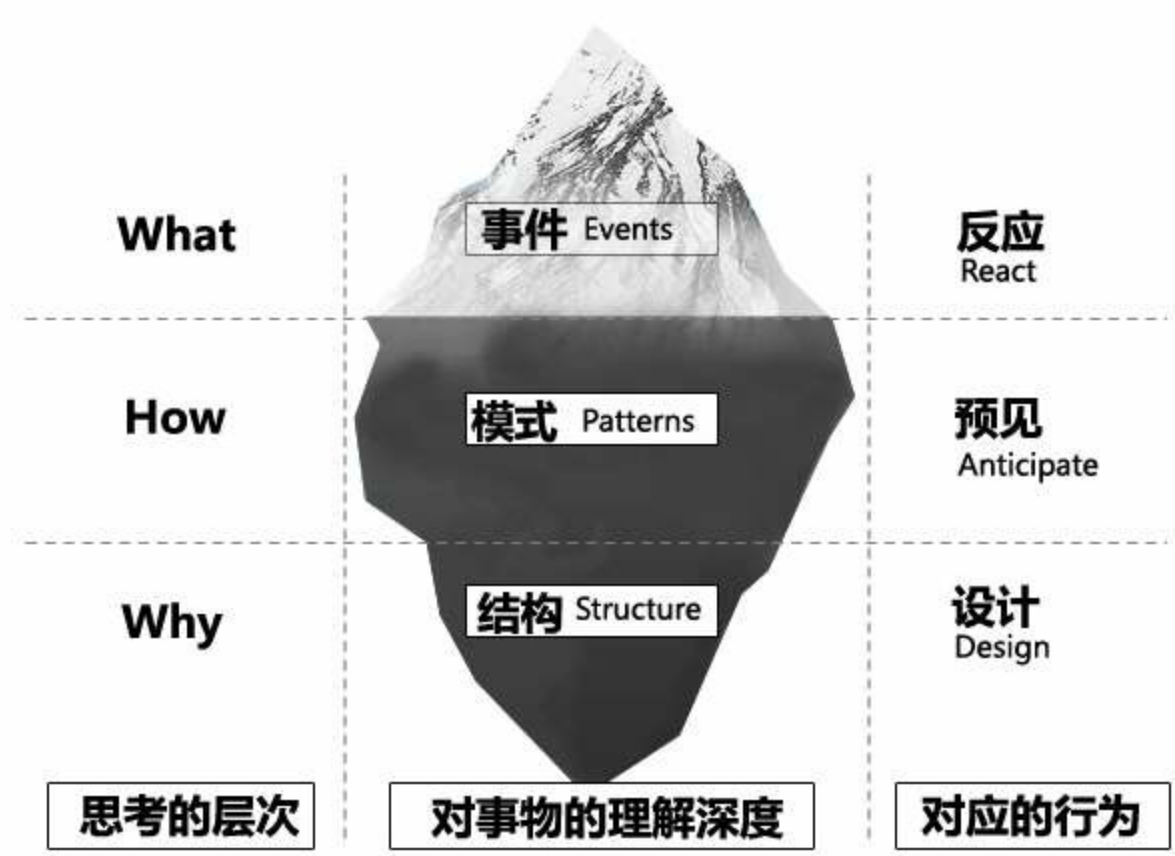 What
事件 Events
反应
React
How
模式 Patterns
预见
Anticipate
Why
结构 Structure
设计
Design
思考的层次
对事物的理解深度
对应的行为